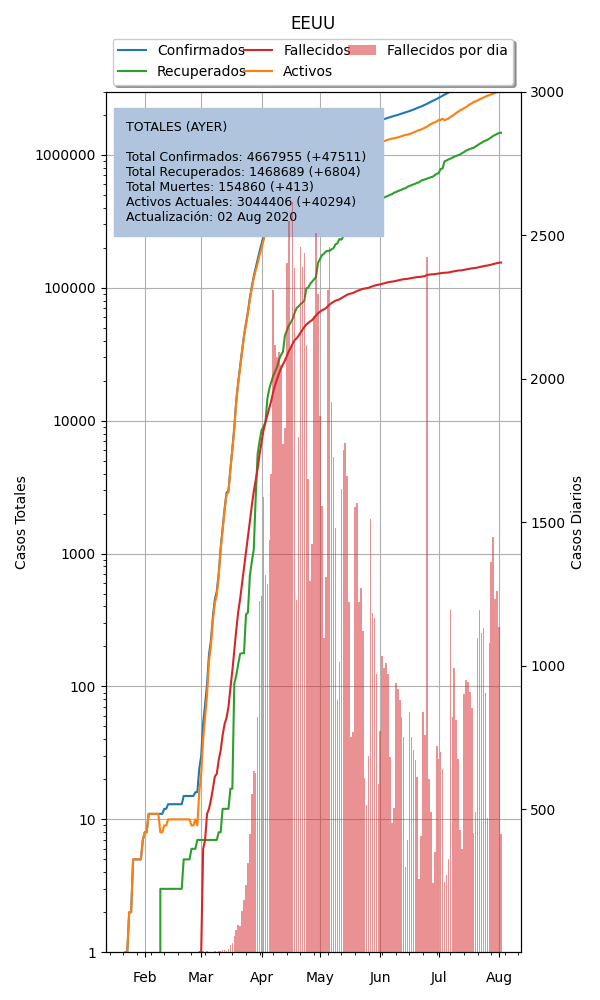 EEUU
Confirmados Fallecidos Fallecidos por dia
Recuperados Activos
TOTALES (AYER)
Total Confirmados: 4667955 (+47511)
Total Recuperados: 1468689 (+6804)
Total Muertes: 154860 (+413)
Activos Actuales: 3044406 (+40294)
Actualización: 02 Aug 2020
Casos Totales
1000000
100000
10000
1000
100
10
1
Casos Diarios
3000
2500
2000
1500
1000
500
Feb Mar Apr May Jun Jul Aug